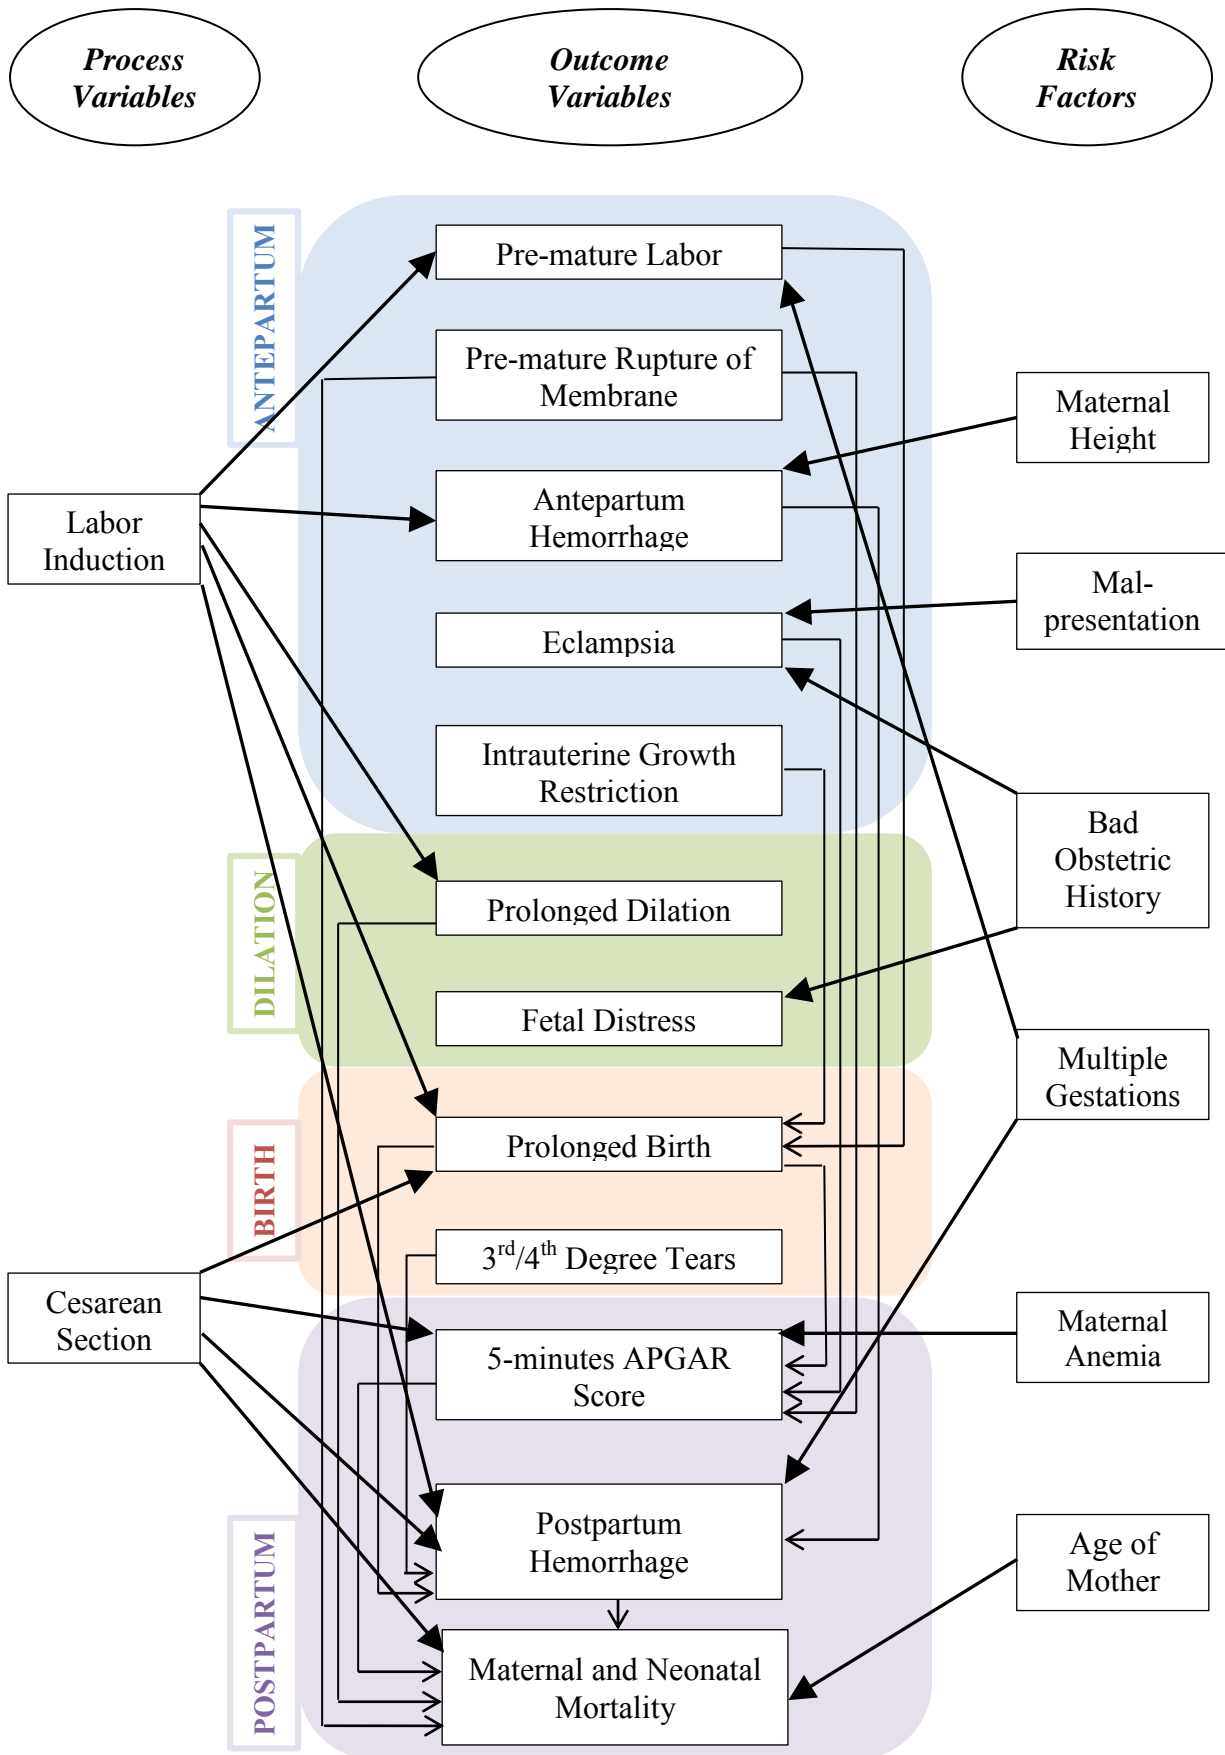 Process
Variables
Outcome
Variables
Risk
Factors
ANTEPARTUM
Pre-mature Labor
Pre-mature Rupture of
Membrane
Maternal
Height
Antepartum
Hemorrhage
Labor
Induction
Mal-
presentation
Eclampsia
Intrauterine Growth
Restriction
Bad
Obstetric
History
DILATION
Prolonged Dilation
Fetal Distress
Multiple
Gestations
BIRTH
Prolonged Birth
3rd/4th Degree Tears
Cesarean
Section
Maternal
Anemia
5-minutes APGAR
Score
POSTPARTUM
Postpartum
Hemorrhage
Age of
Mother
Maternal and Neonatal
Mortality